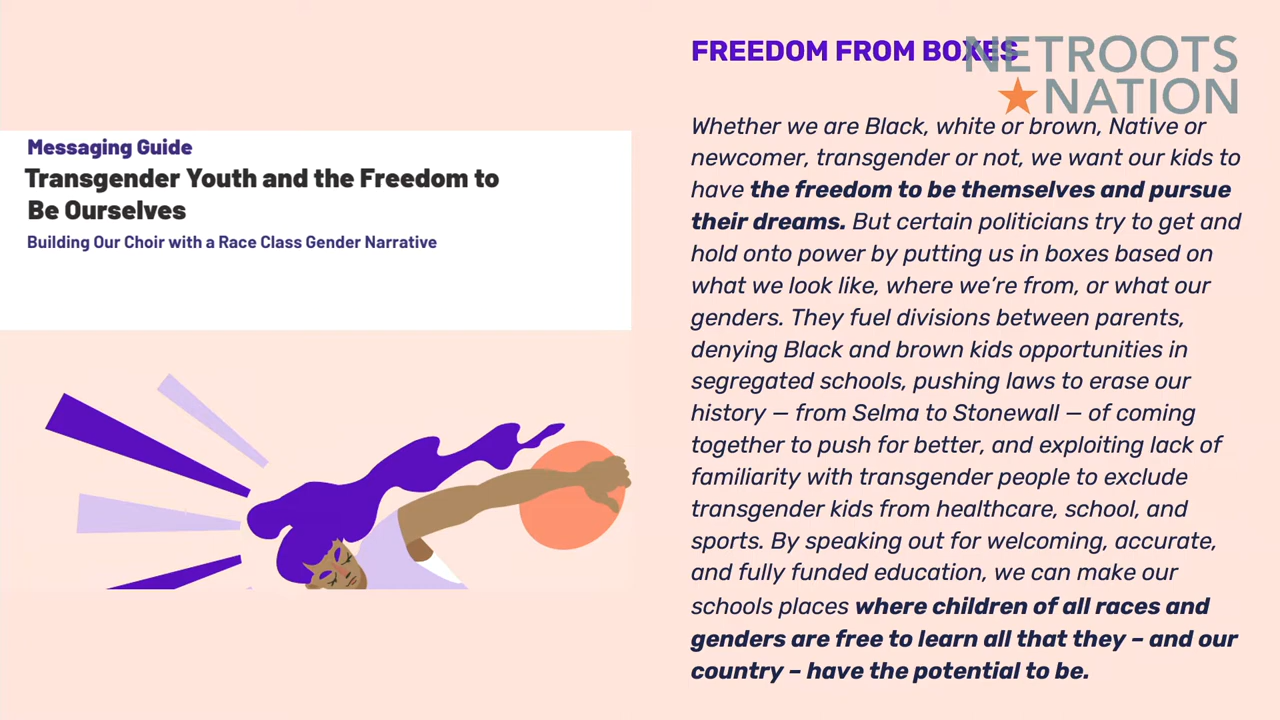 Messaging Guide
Transgender Youth and the Freedom to
Be Ourselves
Building Our Choir with a Race Class Gender Narrative
FREEDOM FROM BOXES
NETROOTS
NATION
Whether we are Black, white or brown, Native or
newcomer, transgender or not, we want our kids to
have the freedom to be themselves and pursue
their dreams. But certain politicians try to get and
hold onto power by putting us in boxes based on
what we look like, where we’re from, or what our
genders. They fuel divisions between parents,
denying Black and brown kids opportunities in
segregated schools, pushing laws to erase our
history — from Selma to Stonewall — of coming
together to push for better, and exploiting lack of
familiarity with transgender people to exclude
transgender kids from healthcare, school, and
sports. By speaking out for welcoming, accurate,
and fully funded education, we can make our
schools places where children of all races and
genders are free to learn all that they – and our
country – have the potential to be.